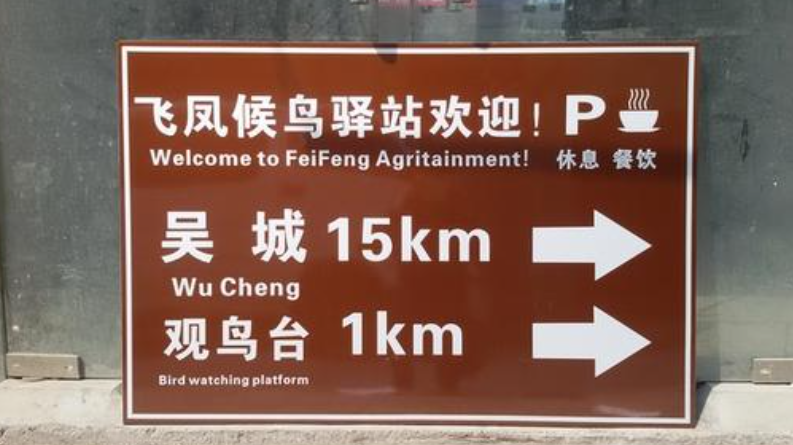 飞凤候鸟驿站欢迎! P
Welcome to FeiFeng Agritainment! 休息 餐饮
吴城 15km
Wu Cheng
观鸟台 1km
Bird watching platform